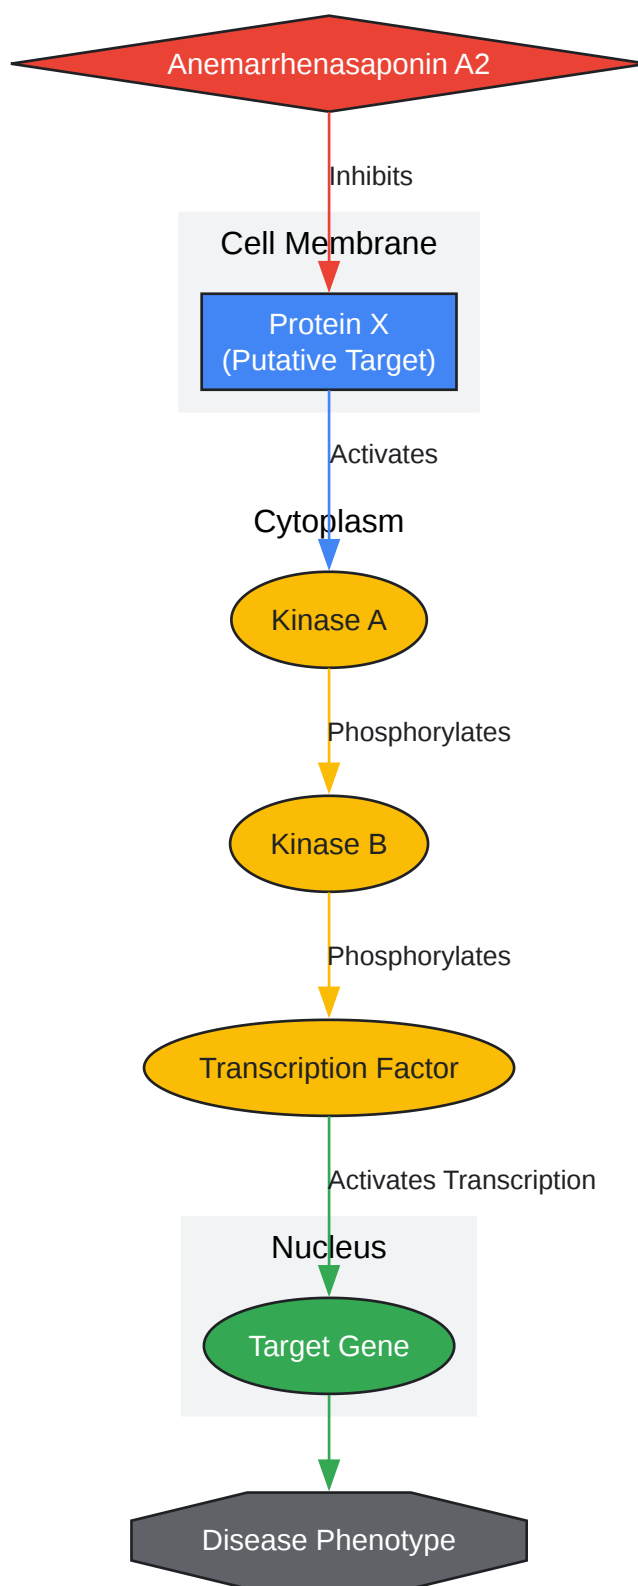 Anemarrhenasaponin A2
Inhibits
Cell Membrane
Protein X
(Putative Target)
Activates
Cytoplasm
Kinase A
Phosphorylates
Kinase B
Phosphorylates
Transcription Factor
Activates Transcription
Nucleus
Target Gene
Disease Phenotype